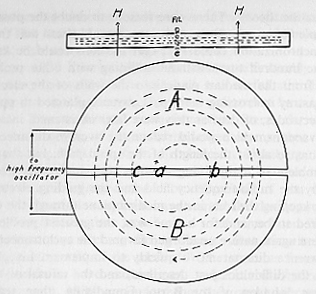 H FIL H
A
to
high frequency
oscillator
c a b
B